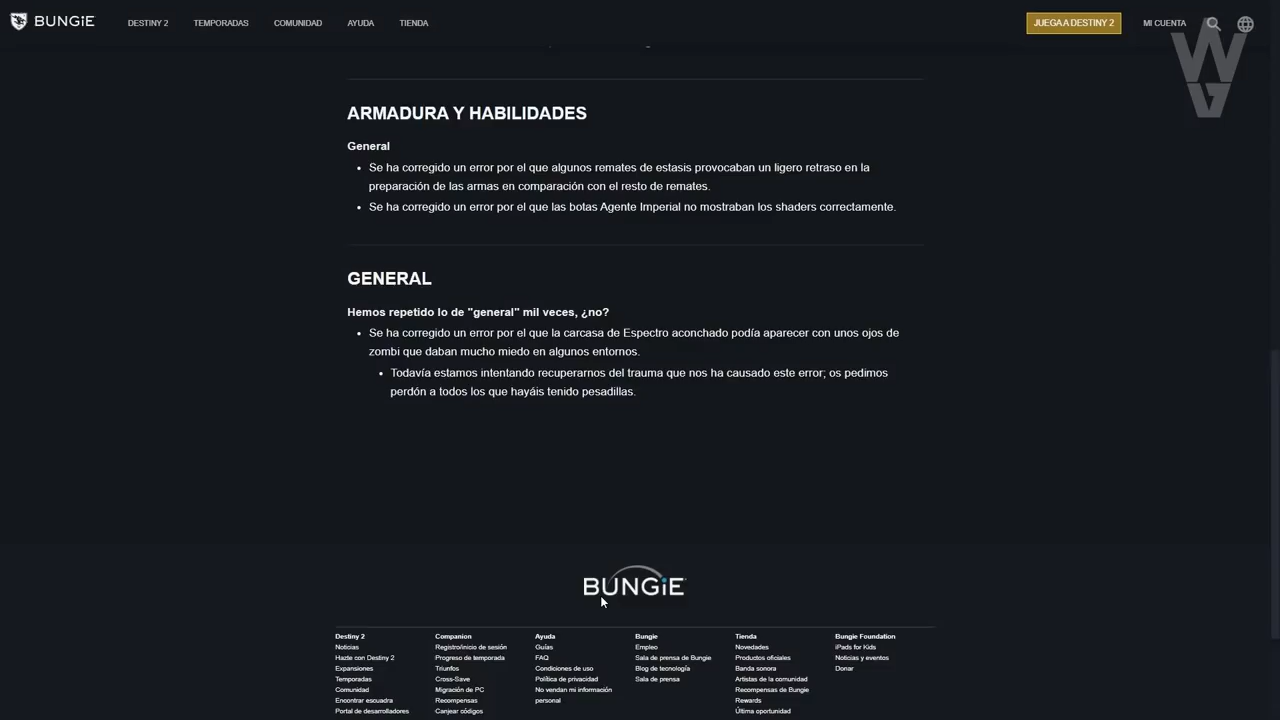 BUNGiE DESTINY 2 TEMPORADAS COMUNIDAD AYUDA TIENDA JUEGA A DESTINY 2 MI CUENTA
ARMADURA Y HABILIDADES
General
• Se ha corregido un error por el que algunos remates de estasis provocaban un ligero retraso en la
preparación de las armas en comparación con el resto de remates.
• Se ha corregido un error por el que las botas Agente Imperial no mostraban los shaders correctamente.
GENERAL
Hemos repetido lo de "general" mil veces, ¿no?
• Se ha corregido un error por el que la carcasa de Espectro aconchado podía aparecer con unos ojos de
zombi que daban mucho miedo en algunos entornos.
• Todavía estamos intentando recuperarnos del trauma que nos ha causado este error; os pedimos
perdón a todos los que hayáis tenido pesadillas.
BUNGiE
Destiny 2
Noticias
Hazte con Destiny 2
Expansiones
Temporadas
Comunidad
Encontrar escuadra
Portal de desarrolladores
Companion
Registro/inicio de sesión
Progreso de temporada
Triunfos
Cross-Save
Migración de PC
Recompensas
Canjear códigos
Ayuda
Guías
FAQ
Condiciones de uso
Política de privacidad
No vendan mi información
personal
Bungie
Empleo
Sala de prensa de Bungie
Blog de tecnología
Sala de prensa
Tienda
Novedades
Productos oficiales
Banda sonora
Artistas de la comunidad
Recompensas de Bungie
Rewards
Última oportunidad
Bungie Foundation
iPads for Kids
Noticias y eventos
Donar